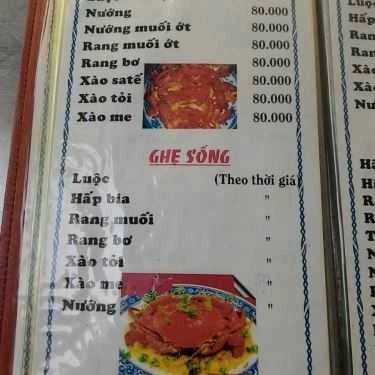 Nướng 80.000
Nướng muối ớt 80.000
Rang muối ớt 80.000
Rang bơ 80.000
Xào satế 80.000
Xào tỏi 80.000
Xào me 80.000
GHẸ SỐNG
Luộc (Theo thời giá)
Hấp bia "
Rang muối "
Rang bơ "
Xào tỏi "
Xào me "
Nướng "